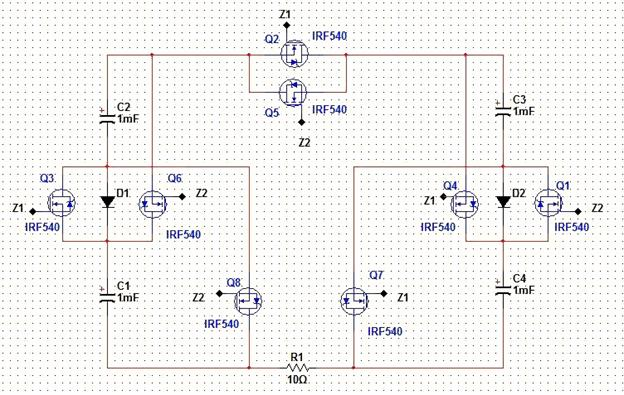 Z1
Q2 IRF540
Q5 IRF540
Z2
C2
1mF
C3
1mF
Q3 D1 Q6 Z2
Z1
IRF540 IRF540
Q4 D2 Q1
Z1 Z2
IRF540 IRF540
C1
1mF
Q8
Z2
IRF540
Q7
Z1
IRF540
C4
1mF
R1
10Ω